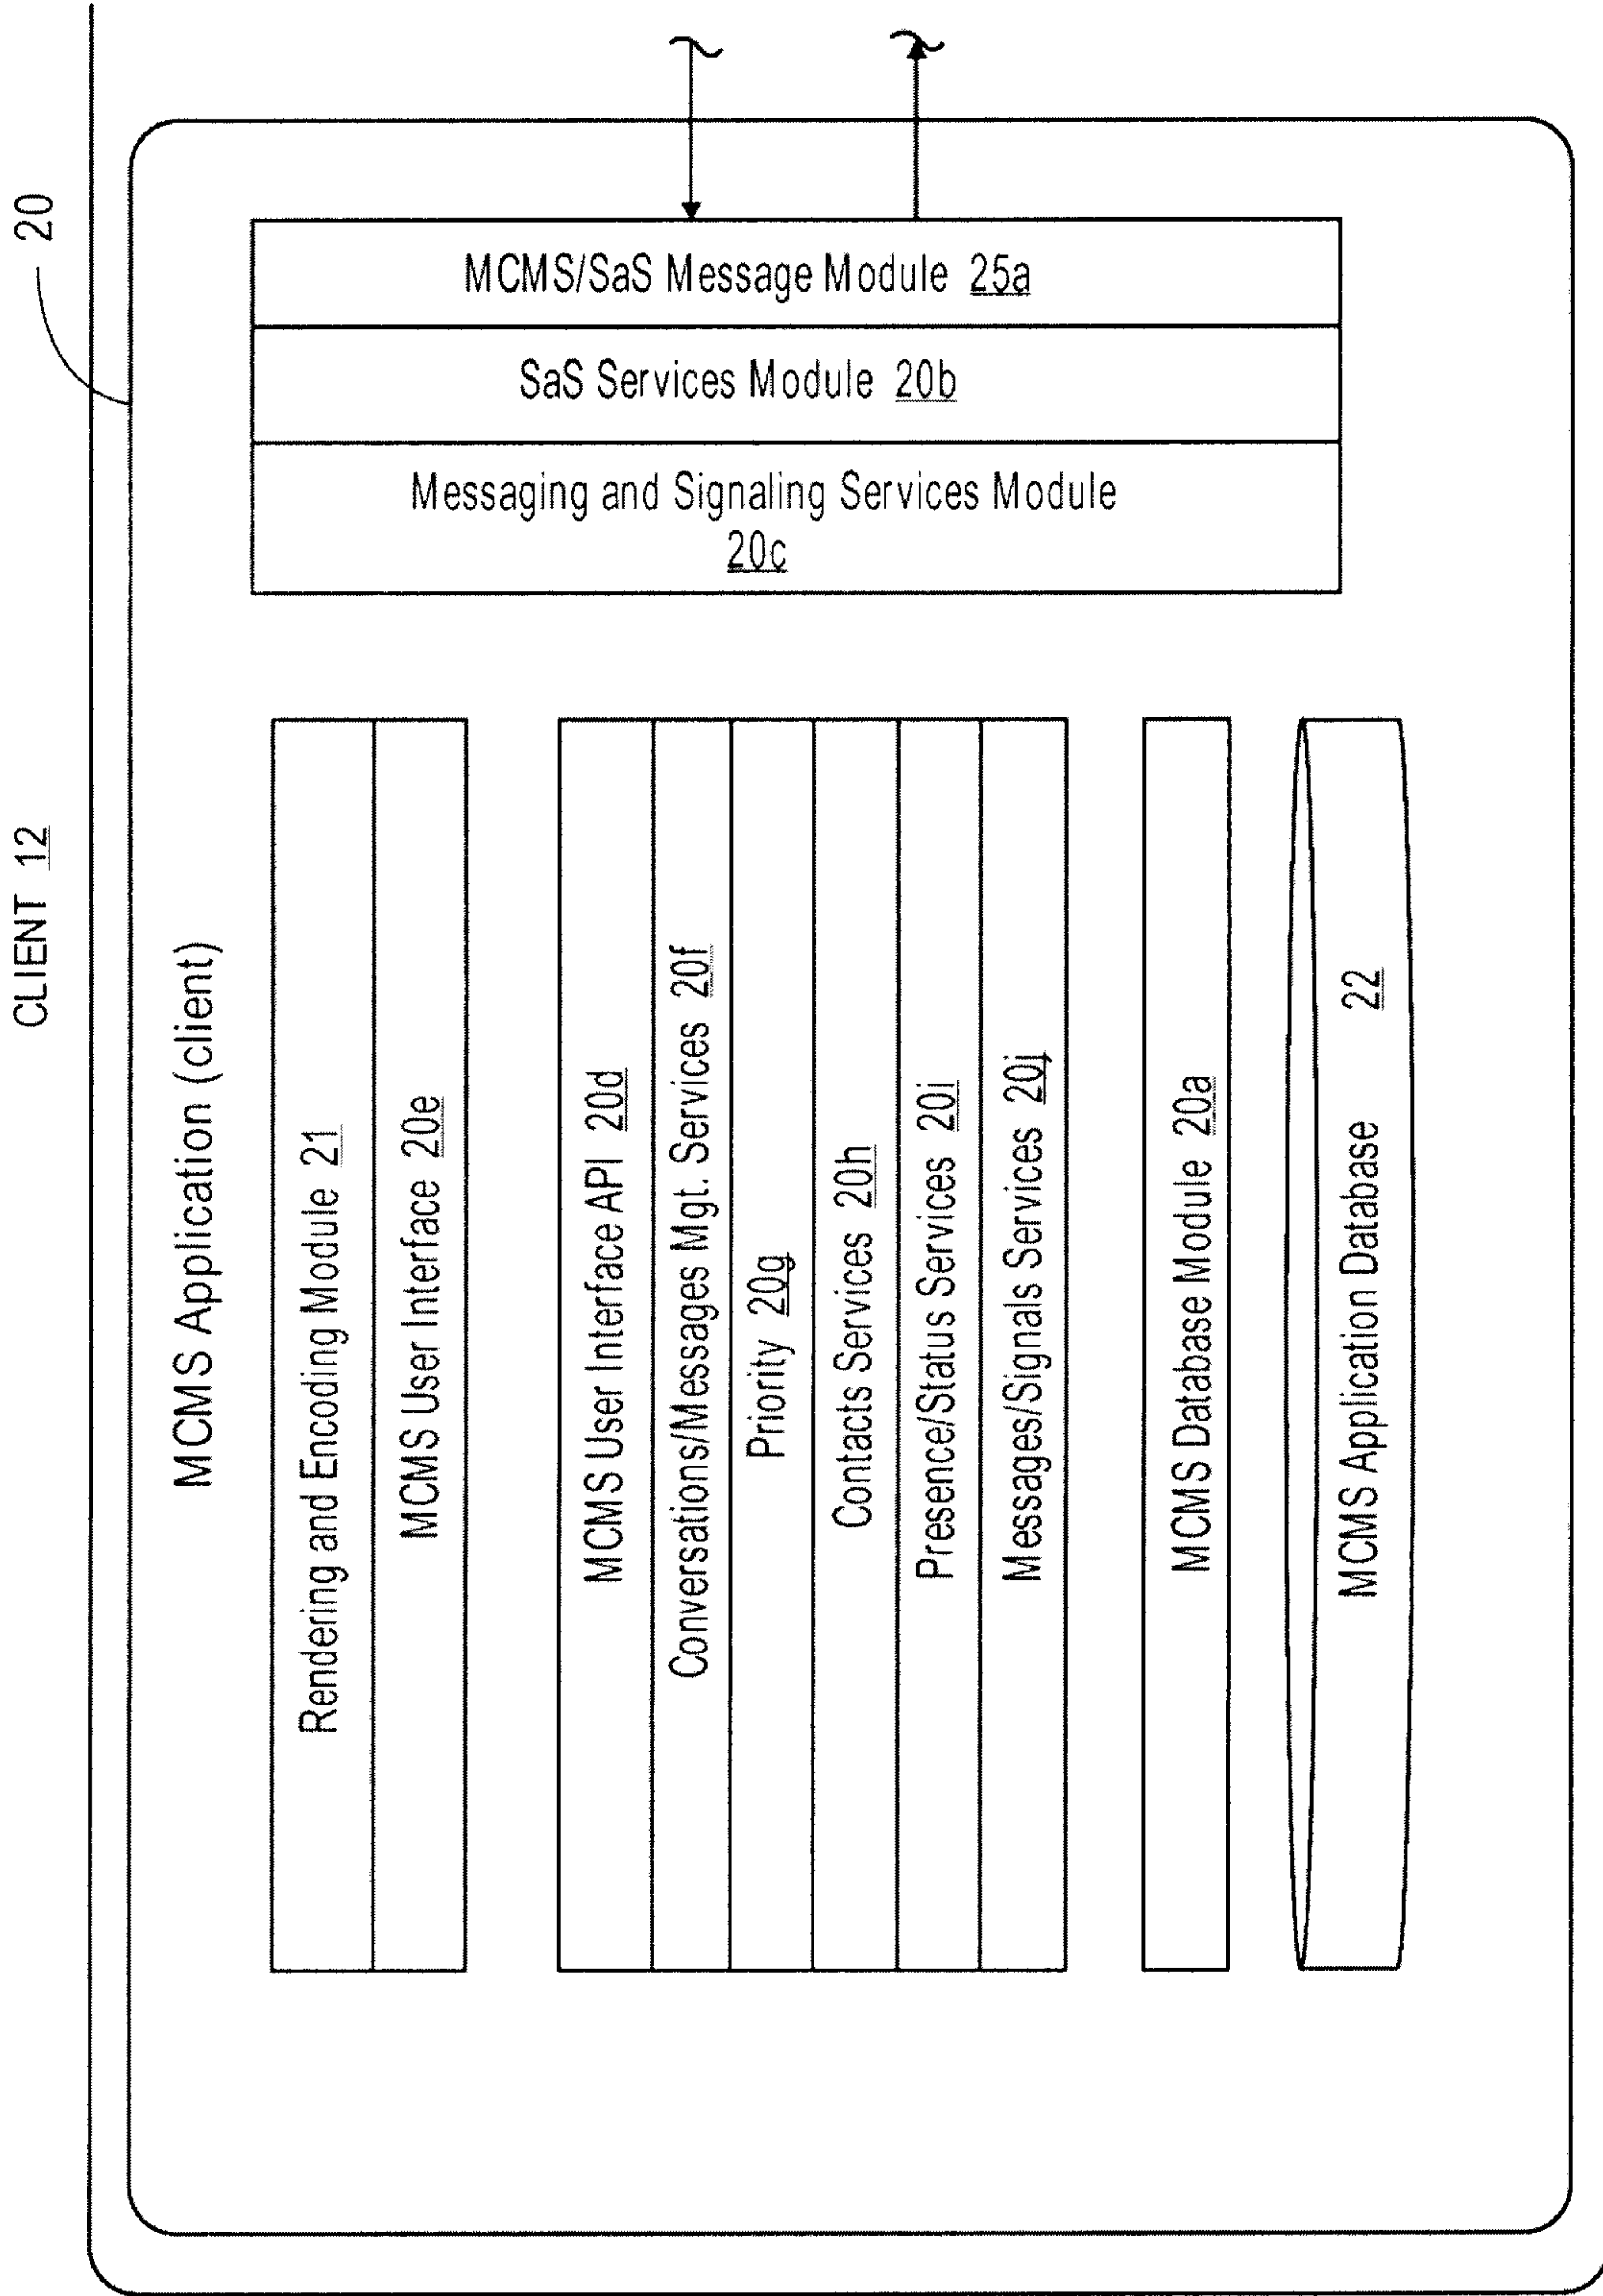 CLIENT 12
20
MCMS Application (client)
Rendering and Encoding Module 21
MCMS User Interface 20e
MCMS User Interface API 20d
Conversations/Messages Mgt. Services 20f
Priority 20g
Contacts Services 20h
Presence/Status Services 20i
Messages/Signals Services 20j
MCMS Database Module 20a
MCMS Application Database 22
MCMS/SaS Message Module 25a
SaS Services Module 20b
Messaging and Signaling Services Module
20c